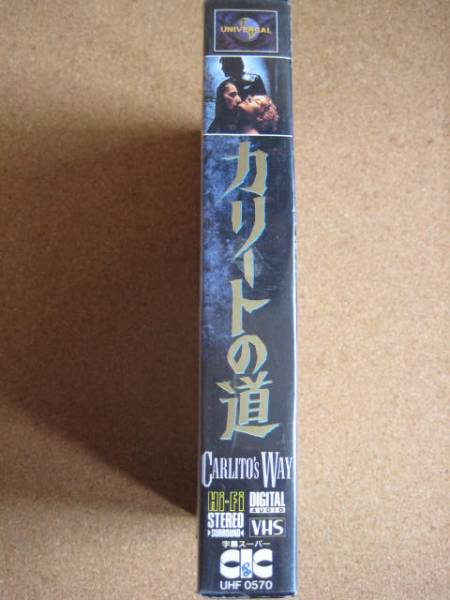 UNIVERSAL
カリートの道
CARLITO'S WAY
Hi-Fi
STEREO
SURROUND
DIGITAL
AUDIO
VHS
字幕スーパー
CIC
UHF 0570